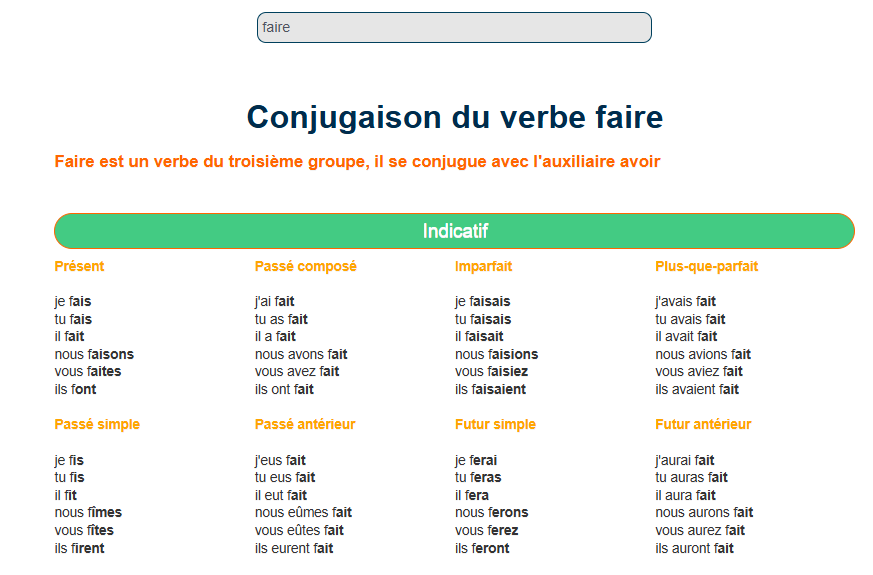 faire
Conjugaison du verbe faire
Faire est un verbe du troisième groupe, il se conjugue avec l'auxiliaire avoir
Indicatif
Présent
je fais
tu fais
il fait
nous faisons
vous faites
ils font
Passé composé
j'ai fait
tu as fait
il a fait
nous avons fait
vous avez fait
ils ont fait
Imparfait
je faisais
tu faisais
il faisait
nous faisions
vous faisiez
ils faisaient
Plus-que-parfait
j'avais fait
tu avais fait
il avait fait
nous avions fait
vous aviez fait
ils avaient fait
Passé simple
je fis
tu fis
il fit
nous fîmes
vous fîtes
ils firent
Passé antérieur
j'eus fait
tu eus fait
il eut fait
nous eûmes fait
vous eûtes fait
ils eurent fait
Futur simple
je ferai
tu feras
il fera
nous ferons
vous ferez
ils feront
Futur antérieur
j'aurai fait
tu auras fait
il aura fait
nous aurons fait
vous aurez fait
ils auront fait